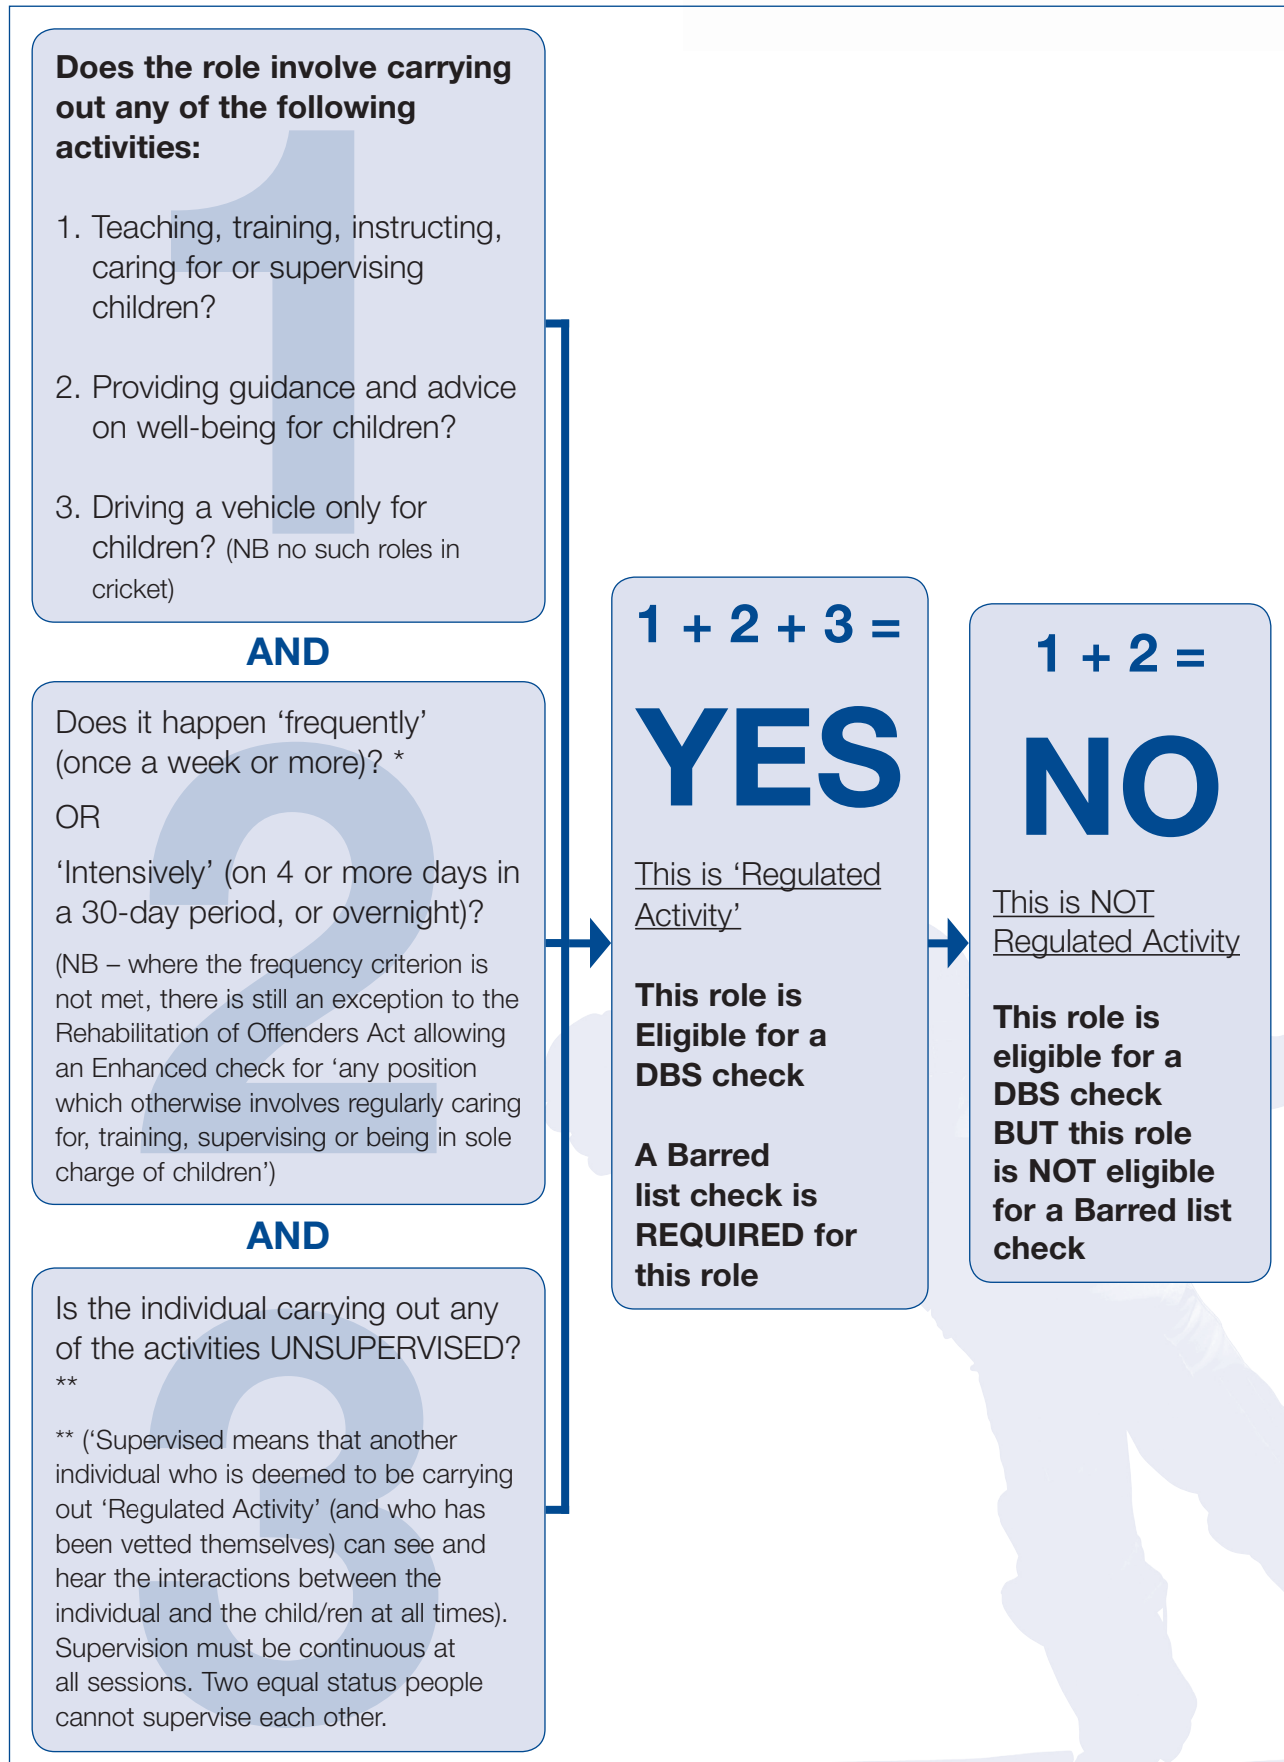 Does the role involve carrying
out any of the following
activities:
1. Teaching, training, instructing,
caring for or supervising
children?
2. Providing guidance and advice
on well-being for children?
3. Driving a vehicle only for
children? (NB no such roles in
cricket)
1
AND
Does it happen ‘frequently’
(once a week or more)? *
OR
‘Intensively’ (on 4 or more days in
a 30-day period, or overnight)?
(NB – where the frequency criterion is
not met, there is still an exception to the
Rehabilitation of Offenders Act allowing
an Enhanced check for ‘any position
which otherwise involves regularly caring
for, training, supervising or being in sole
charge of children’)
2
AND
Is the individual carrying out any
of the activities UNSUPERVISED?
**
** (‘Supervised means that another
individual who is deemed to be carrying
out ‘Regulated Activity’ (and who has
been vetted themselves) can see and
hear the interactions between the
individual and the child/ren at all times).
Supervision must be continuous at
all sessions. Two equal status people
cannot supervise each other.
3
1 + 2 + 3 =
YES
This is ‘Regulated
Activity’
This role is
Eligible for a
DBS check
A Barred
list check is
REQUIRED for
this role
1 + 2 =
NO
This is NOT
Regulated Activity
This role is
eligible for a
DBS check
BUT this role
is NOT eligible
for a Barred list
check